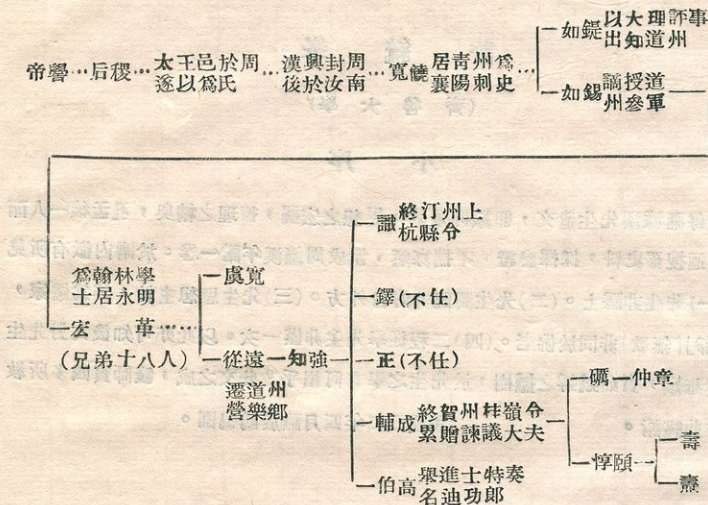 帝嚳…后稷…太王邑於周
遂以爲氏…漢興封周
後於汝南…寬饒居靑州爲
襄陽刺史…
如鍉以大理評事
出知道州
如錫謫授道
州參軍
爲翰林學
士居永明
宏革…
(兄弟十八人)
虞寬
從遠—知強
遷道州
營樂鄉
識終汀州上
杭縣令
鐸(不仕)
正(不仕)
輔成終賀州桂嶺令
累贈諫議大夫
伯高舉進士特奏
名迪功郎
礪—仲章
惇頤
壽
燾